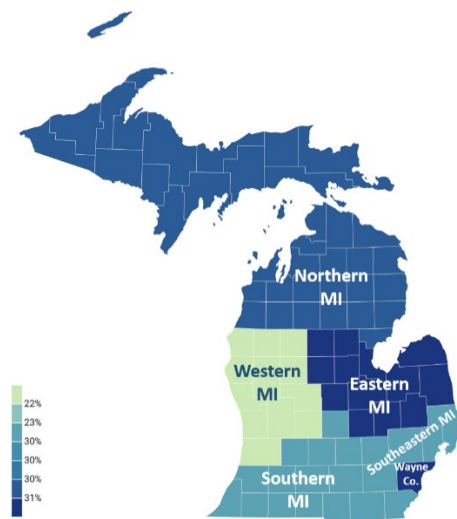 Northern
MI
Western
MI
Eastern
MI
Southeastern MI
Wayne
Co.
Southern
MI
22%
23%
30%
30%
30%
31%